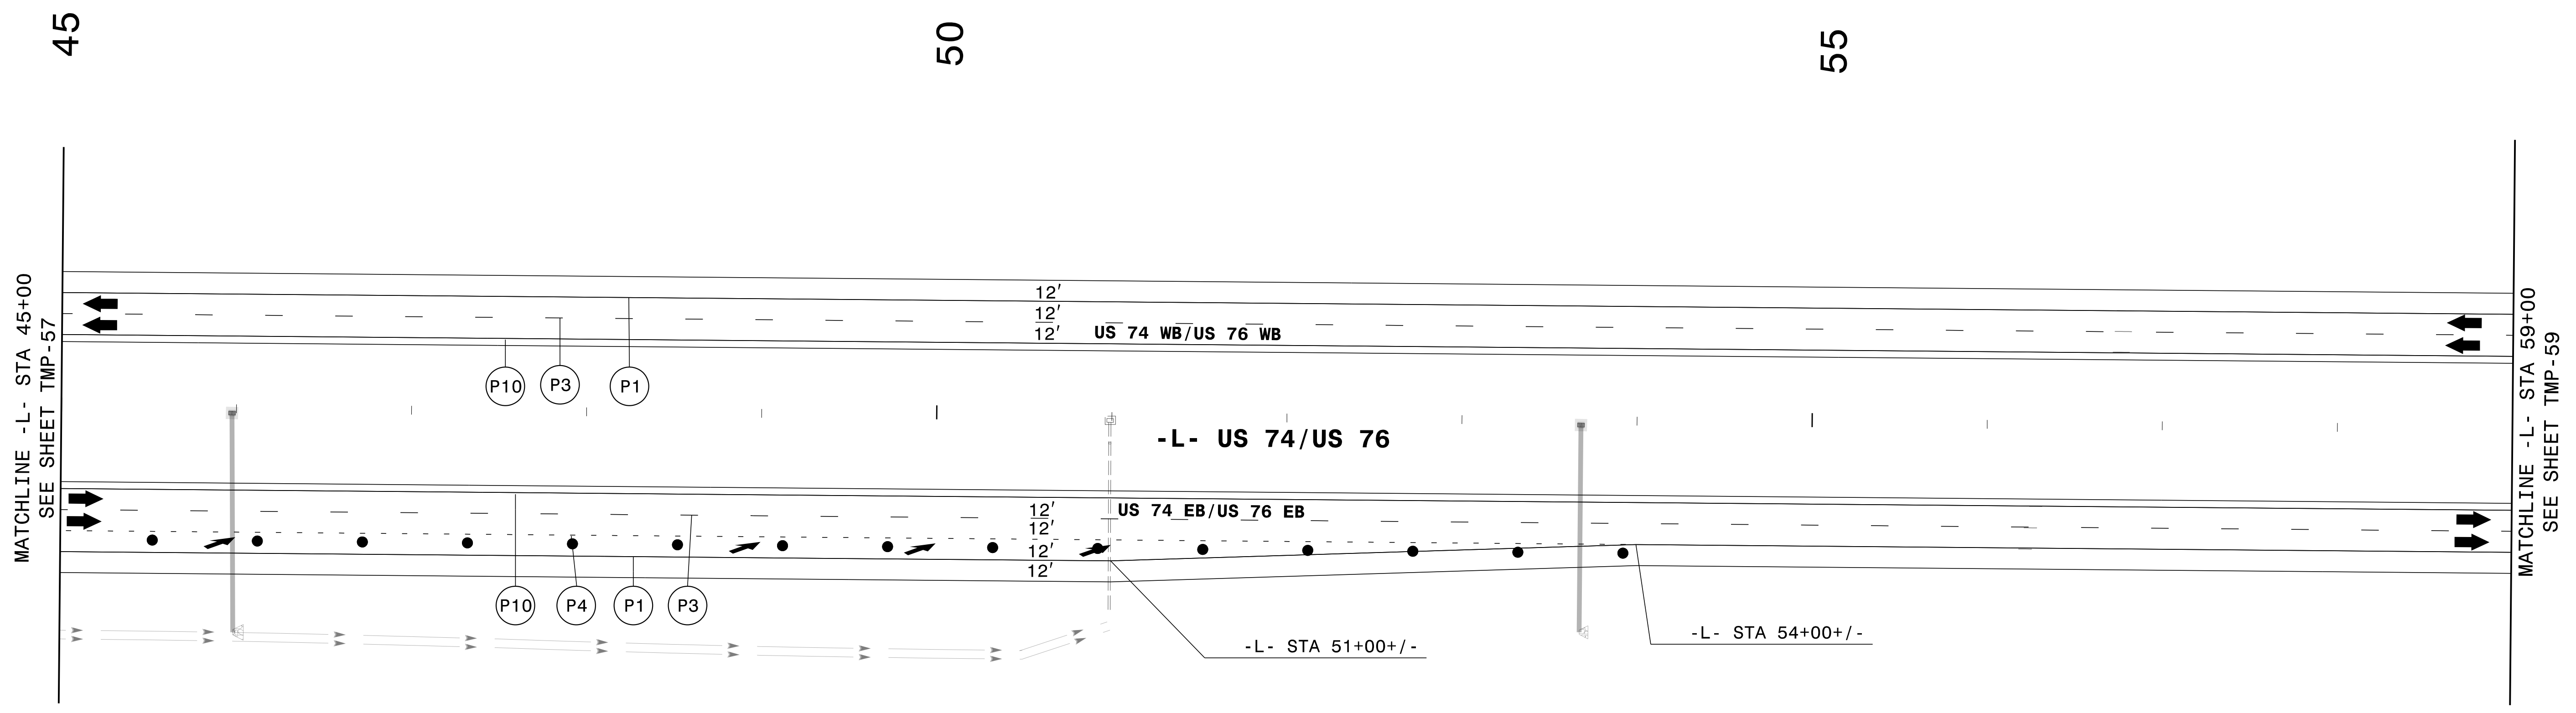 45
50
55
MATCHLINE -L- STA 45+00
SEE SHEET TMP-57
12'
12'
12'
US 74 WB/US 76 WB
P10
P3
P1
-L- US 74/US 76
12'
12'
12'
12'
US 74 EB/US 76 EB
P10
P4
P1
P3
-L- STA 51+00+/-
-L- STA 54+00+/-
MATCHLINE -L- STA 59+00
SEE SHEET TMP-59